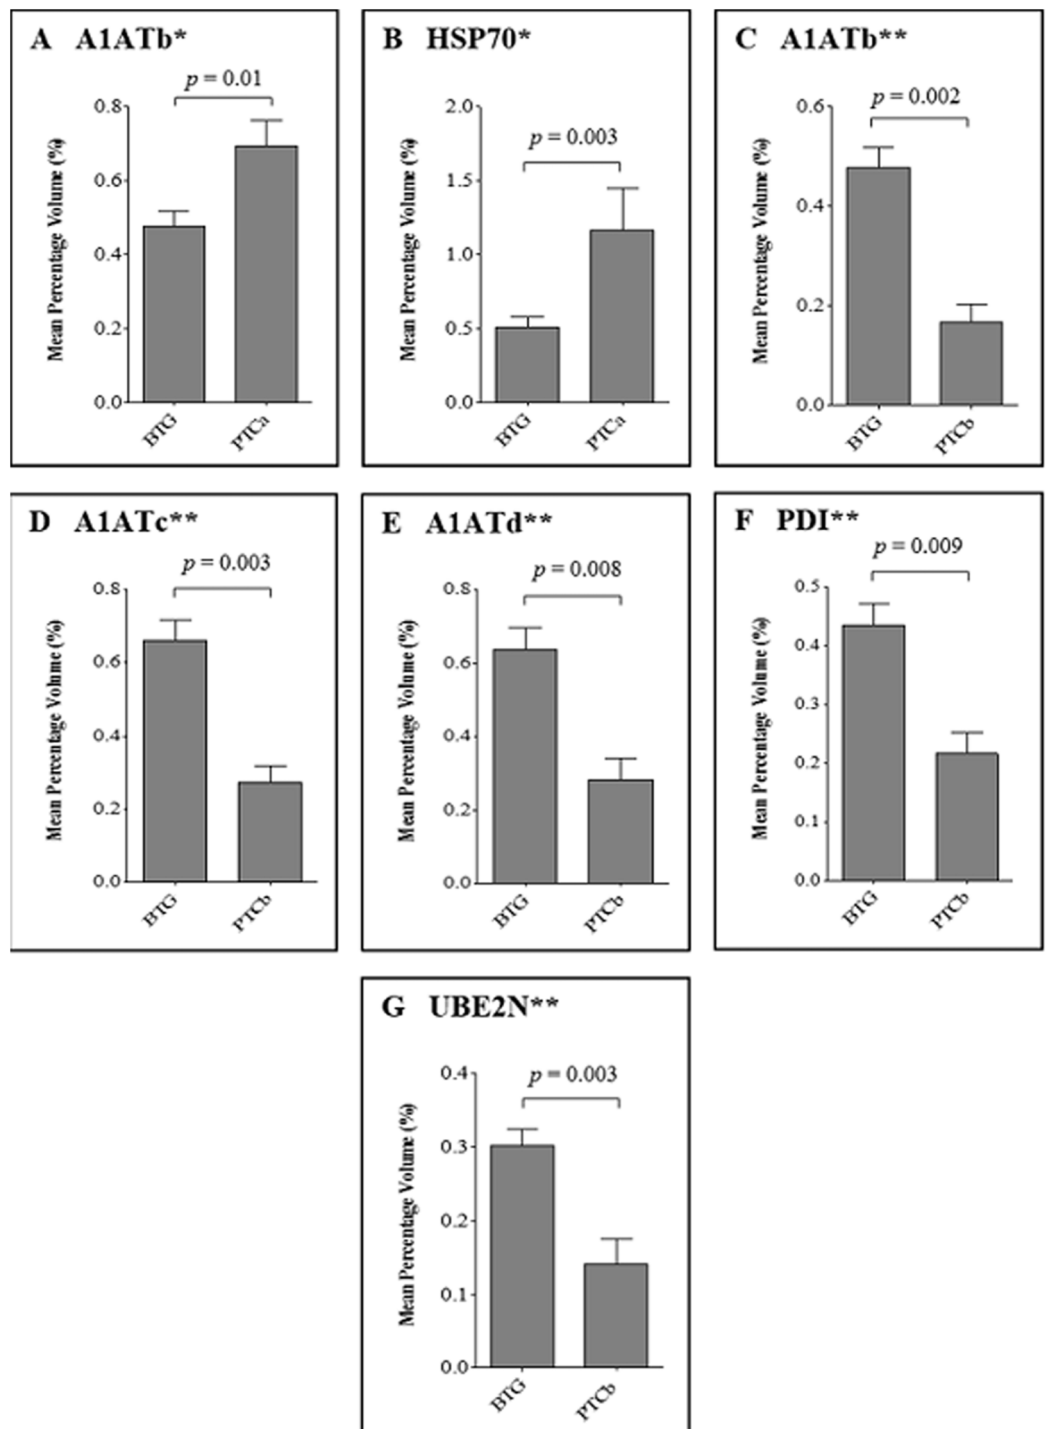 A A1ATb*
p = 0.01
Mean Percentage Volume (%)
0.8
0.6
0.4
0.2
0.0
BTG
PTCa
B HSP70*
p = 0.003
Mean Percentage Volume (%)
2.0
1.5
1.0
0.5
0.0
BTG
PTCa
C A1ATb**
p = 0.002
Mean Percentage Volume (%)
0.6
0.4
0.2
0.0
BTG
PTCb
D A1ATc**
p = 0.003
Mean Percentage Volume (%)
0.8
0.6
0.4
0.2
0.0
BTG
PTCb
E A1ATd**
p = 0.008
Mean Percentage Volume (%)
0.8
0.6
0.4
0.2
0.0
BTG
PTCb
F PDI**
p = 0.009
Mean Percentage Volume (%)
0.5
0.4
0.3
0.2
0.1
0.0
BTG
PTCb
G UBE2N**
p = 0.003
Mean Percentage Volume (%)
0.4
0.3
0.2
0.1
0.0
BTG
PTCb